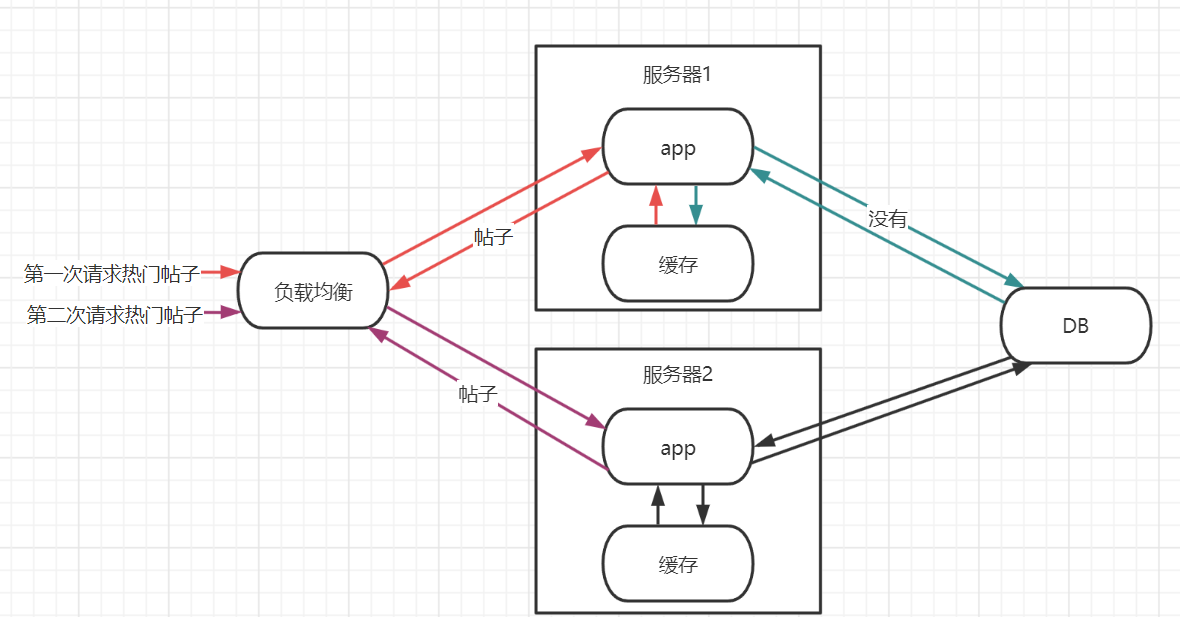 服务器1
app
没有
帖子
缓存
第一次请求热门帖子
负载均衡
第二次请求热门帖子
DB
服务器2
帖子
app
缓存